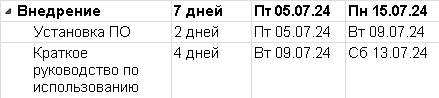 Внедрение 7 дней Пт 05.07.24 Пн 15.07.24
Установка ПО 2 дней Пт 05.07.24 Вт 09.07.24
Краткое 4 дней Вт 09.07.24 Сб 13.07.24
руководство по
использованию